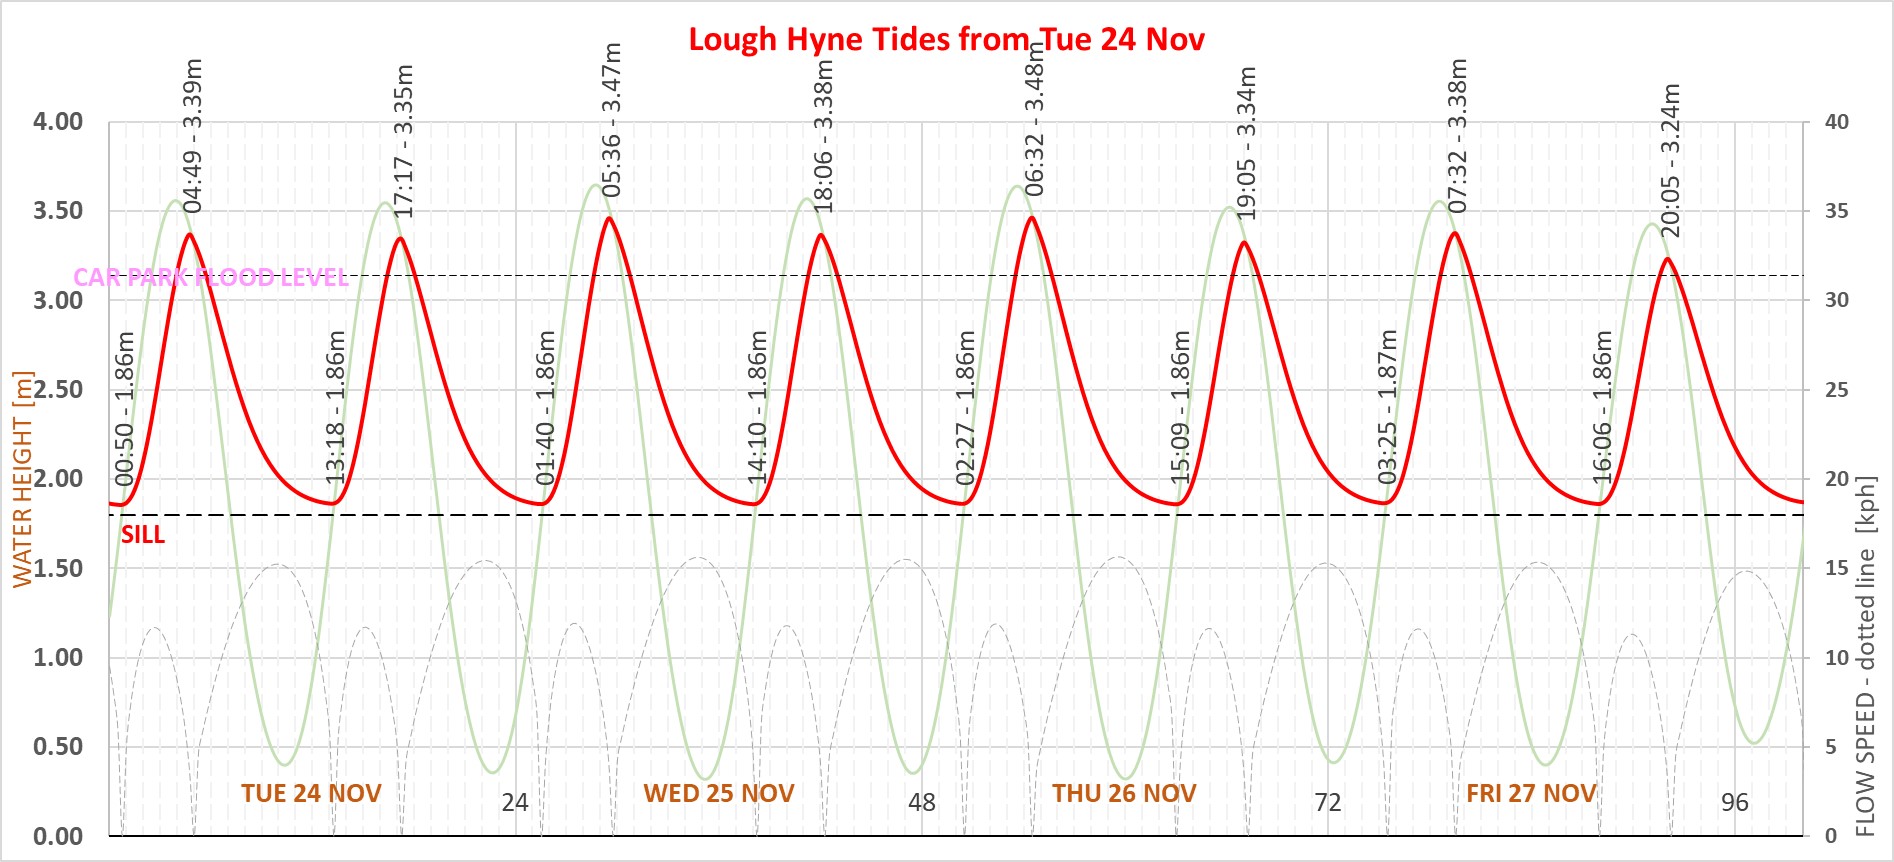 Lough Hyne Tides from Tue 24 Nov
04:49 - 3.39m
17:17 - 3.35m
05:36 - 3.47m
18:06 - 3.38m
06:32 - 3.48m
19:05 - 3.34m
07:32 - 3.38m
20:05 - 3.24m
4.00
3.50
3.00
2.50
2.00
1.50
1.00
0.50
0.00
WATER HEIGHT [m]
CAR PARK FLOOD LEVEL
00:50 - 1.86m
13:18 - 1.86m
01:40 - 1.86m
14:10 - 1.86m
02:27 - 1.86m
15:09 - 1.86m
03:25 - 1.87m
16:06 - 1.86m
SILL
TUE 24 NOV
24
WED 25 NOV
48
THU 26 NOV
72
FRI 27 NOV
96
40
35
30
25
20
15
10
5
0
FLOW SPEED - dotted line [kph]